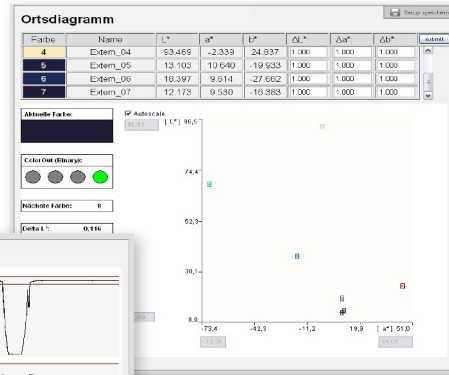 Ortsdiagramm
Setup speichern
Farbe Name L* a* b* ΔL*: Δa*: Δb*: submit
4 Extern_04 93.469 -2.339 24.837 1.000 1.000 1.000
5 Extern_05 13.103 10.640 -19.933 1.000 1.000 1.000
6 Extern_06 18.397 9.614 -27.662 1.000 1.000 1.000
7 Extern_07 12.173 9.530 -16.383 1.000 1.000 1.000
Aktuelle Farbe:
Autoscale
[L*] 96,5
Color Out (Binary):
74,4
Nächste Farbe: 8
Delta L*: 0,116
52,3
30,1
8,0
-73,4 -42,3 -11,2 19,9 [a*] 51,0